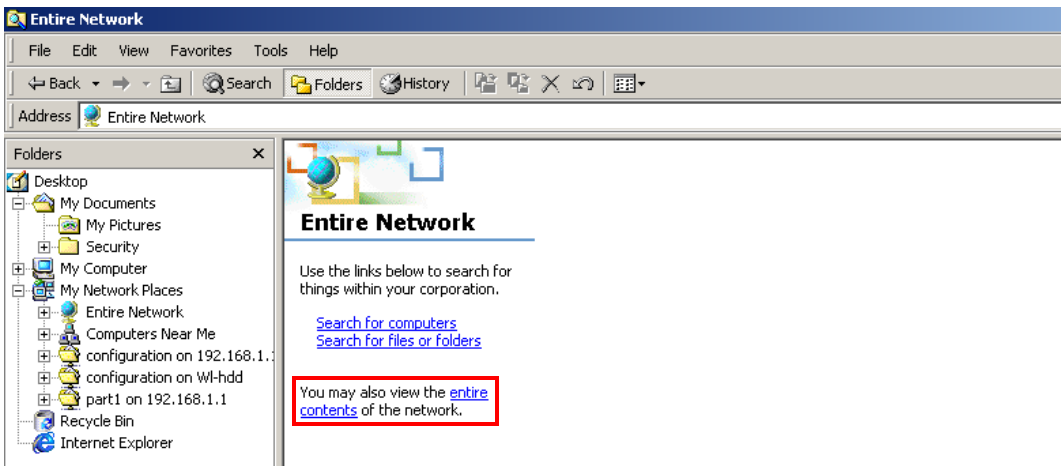 Entire Network
File Edit View Favorites Tools Help
Back Search Folders History
Address Entire Network
Folders
Desktop
My Documents
My Pictures
Security
My Computer
My Network Places
Entire Network
Computers Near Me
configuration on 192.168.1.
configuration on Wl-hdd
part1 on 192.168.1.1
Recycle Bin
Internet Explorer
Entire Network
Use the links below to search for
things within your corporation.
Search for computers
Search for files or folders
You may also view the entire
contents of the network.